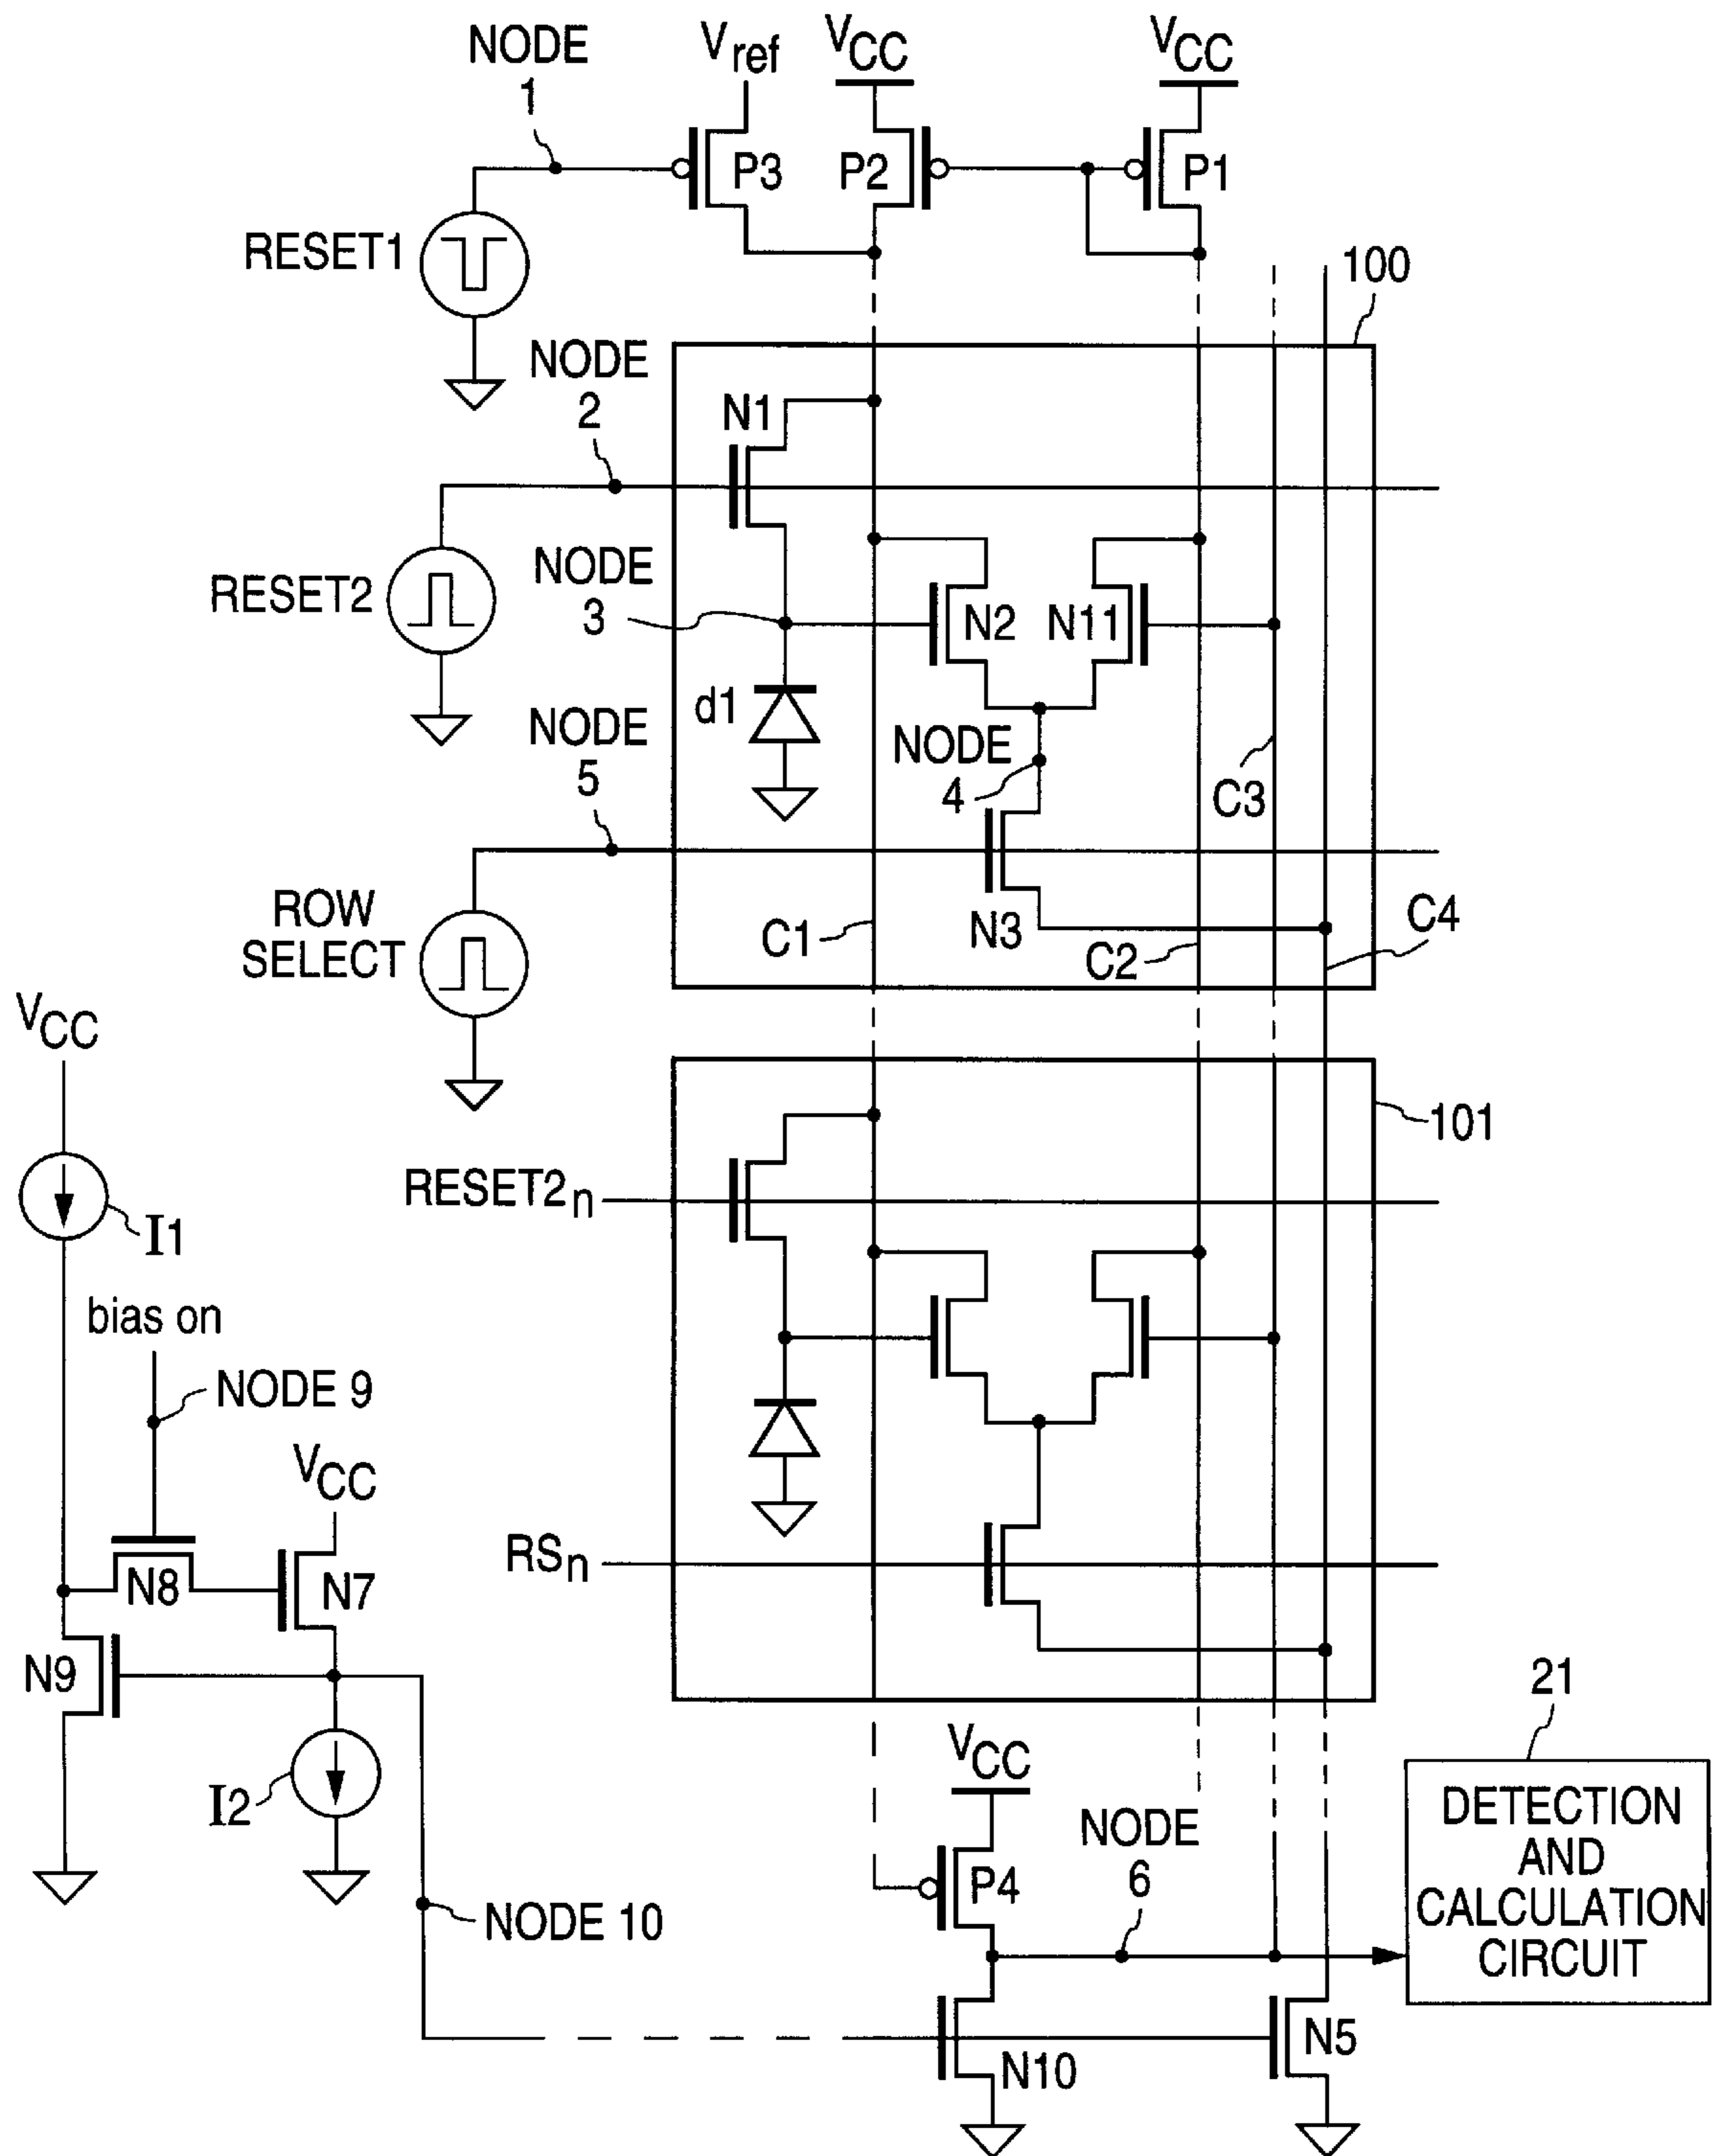 NODE
1
Vref
VCC
VCC
P3
P2
P1
RESET1
100
NODE
2
N1
RESET2
NODE
3
N2
N11
d1
NODE
4
C3
NODE
5
ROW
SELECT
N3
C1
C2
C4
VCC
I1
101
RESET2n
bias on
NODE 9
VCC
N8
N7
RSn
N9
I2
21
VCC
NODE
6
P4
DETECTION
AND
CALCULATION
CIRCUIT
NODE 10
N10
N5